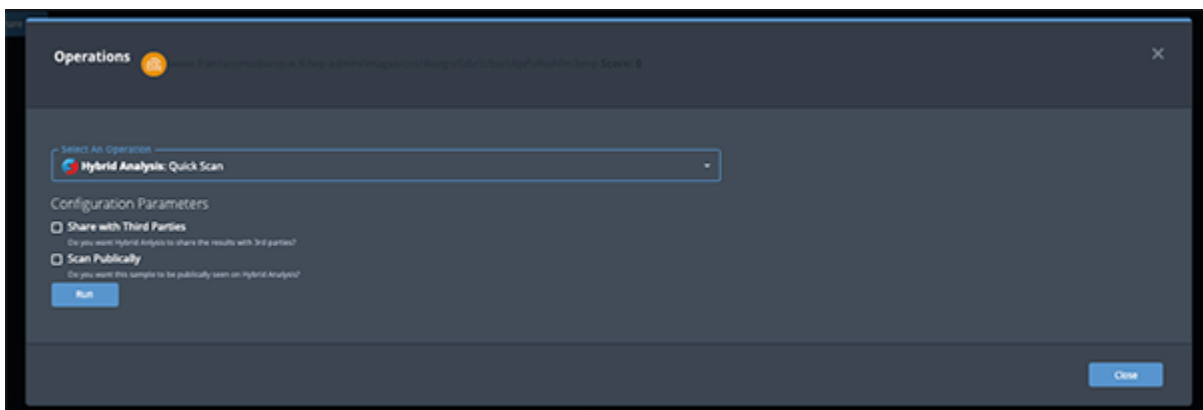 Operations
Score: 0
Select An Operation
Hybrid Analysis: Quick Scan
Configuration Parameters
Share with Third Parties
Do you want Hybrid Anlysis to share the results with 3rd parties?
Scan Publically
Do you want this sample to be publically seen on Hybrid Analysis?
Run
Close